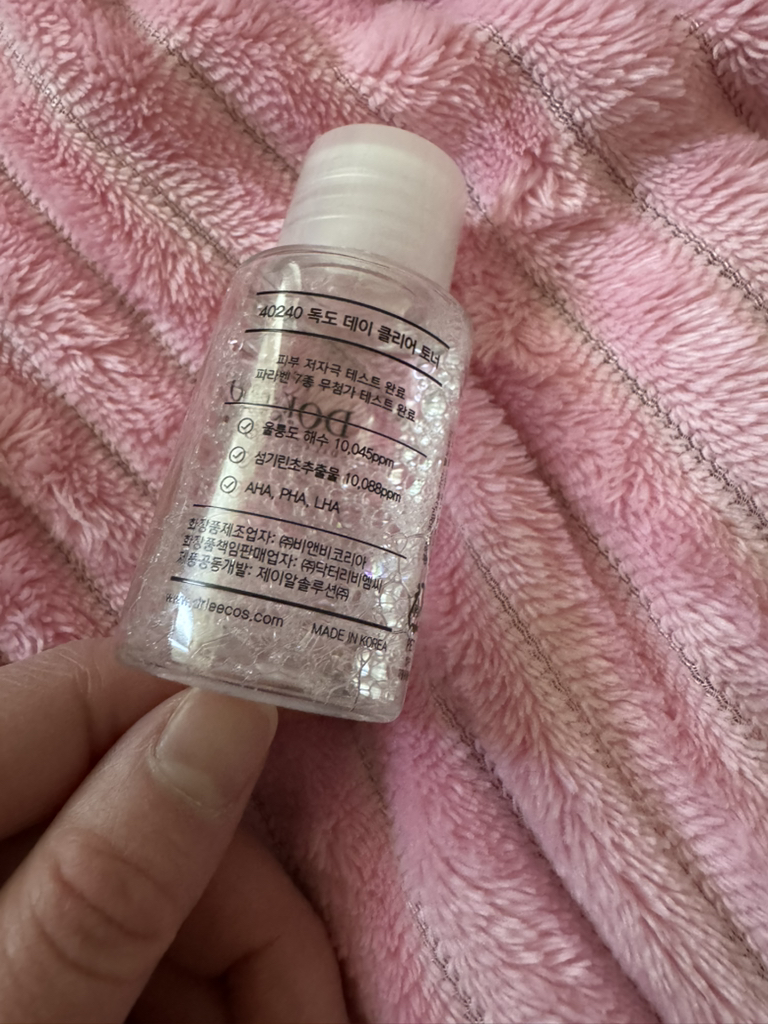 40240 독도 데이 클리어 토너
피부 저자극 테스트 완료
파라벤 7종 무첨가 테스트 완료
울릉도 해수 10,045ppm
섬기린초추출물 10,088ppm
AHA, PHA, LHA
화장품제조업자: ㈜비앤비코리아
화장품책임판매업자: ㈜닥터리비엠씨
제품공동개발: 제이알솔루션㈜
www.drleecos.com MADE IN KOREA